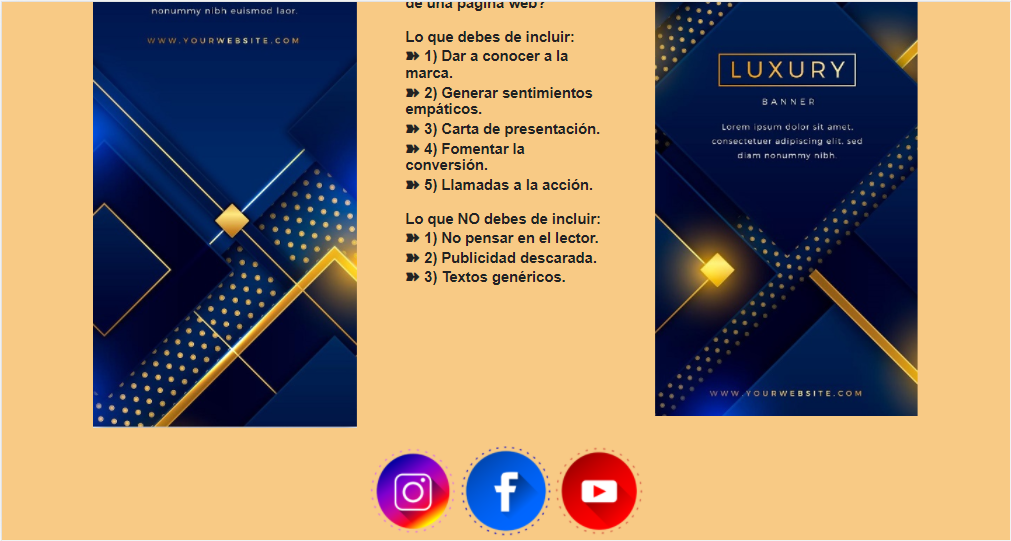 nonummy nibh euismod laor.
WWW.YOURWEBSITE.COM
de una página web?
Lo que debes de incluir:
➽ 1) Dar a conocer a la
marca.
➽ 2) Generar sentimientos
empáticos.
➽ 3) Carta de presentación.
➽ 4) Fomentar la
conversión.
➽ 5) Llamadas a la acción.
Lo que NO debes de incluir:
➽ 1) No pensar en el lector.
➽ 2) Publicidad descarada.
➽ 3) Textos genéricos.
LUXURY
BANNER
Lorem ipsum dolor sit amet,
consectetuer adipiscing elit, sed
diam nonummy nibh.
WWW.YOURWEBSITE.COM